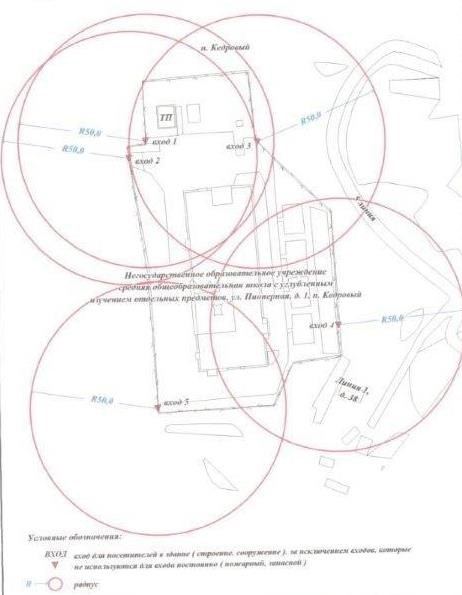 п. Кедровый
R50,0
ТП
R50,0
вход 1
вход 3
R50,0
вход 2
Улиния
Негосударственное образовательное учреждение
средняя общеобразовательная школа с углубленным
изучением отдельных предметов, ул. Пионерная, д. 1, п. Кедровый
вход 4
R50,0
Линия 3,
д. 38
R50,0
вход 5
Условные обозначения:
ВХОД вход для посетителей в здание ( строение, сооружение ), за исключением входов, которые
не используются для входа постоянно ( пожарный, запасной )
R радиус